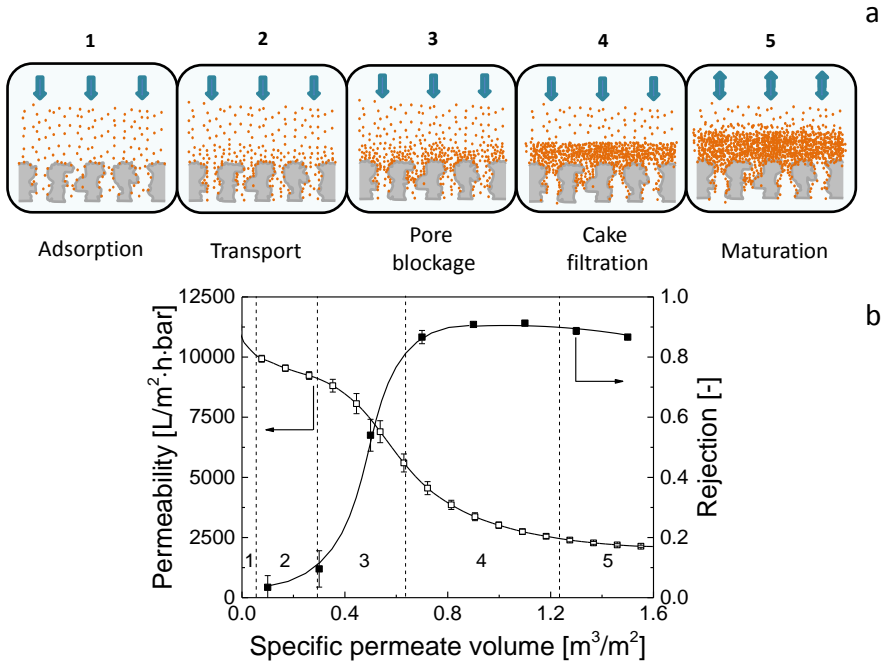 a
1 2 3 4 5
Adsorption
Transport
Pore
blockage
Cake
filtration
Maturation
b
12500
10000
7500
5000
2500
0
Permeability [L/m²·h·bar]
1 2 3 4 5
1.0
0.8
0.6
0.4
0.2
0.0
Rejection [-]
0.0 0.4 0.8 1.2 1.6
Specific permeate volume [m³/m²]